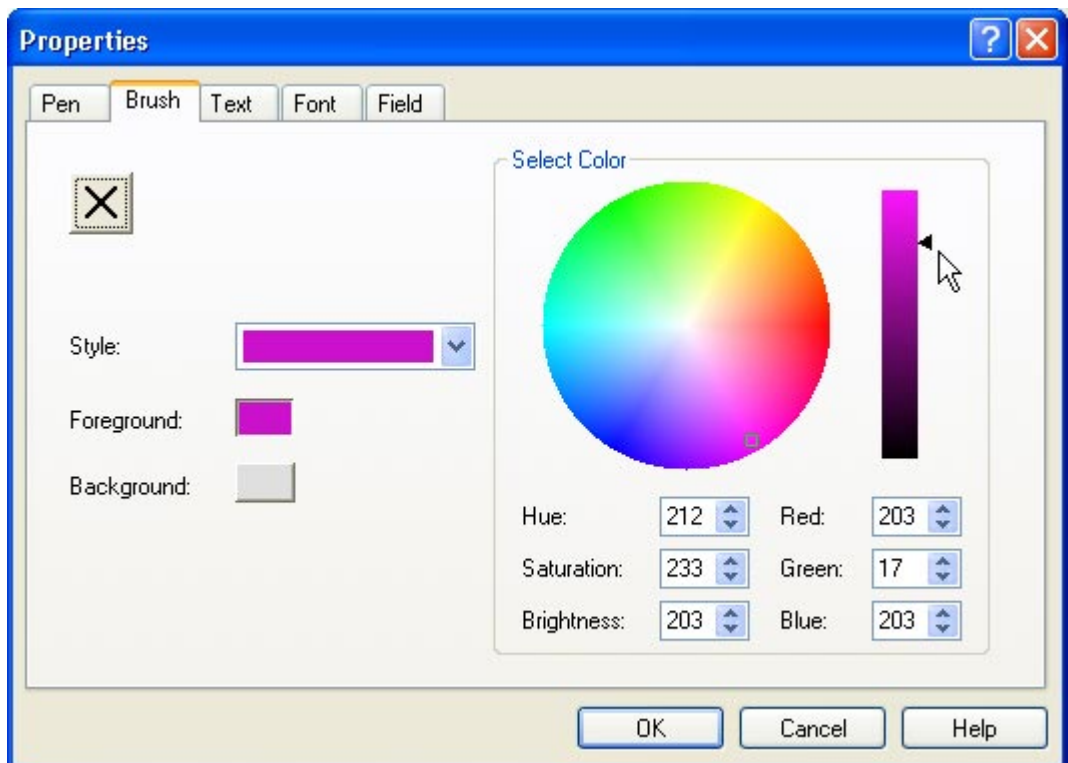 Properties
Pen Brush Text Font Field
Select Color
Style:
Foreground:
Background:
Hue: 212 Red: 203
Saturation: 233 Green: 17
Brightness: 203 Blue: 203
OK Cancel Help